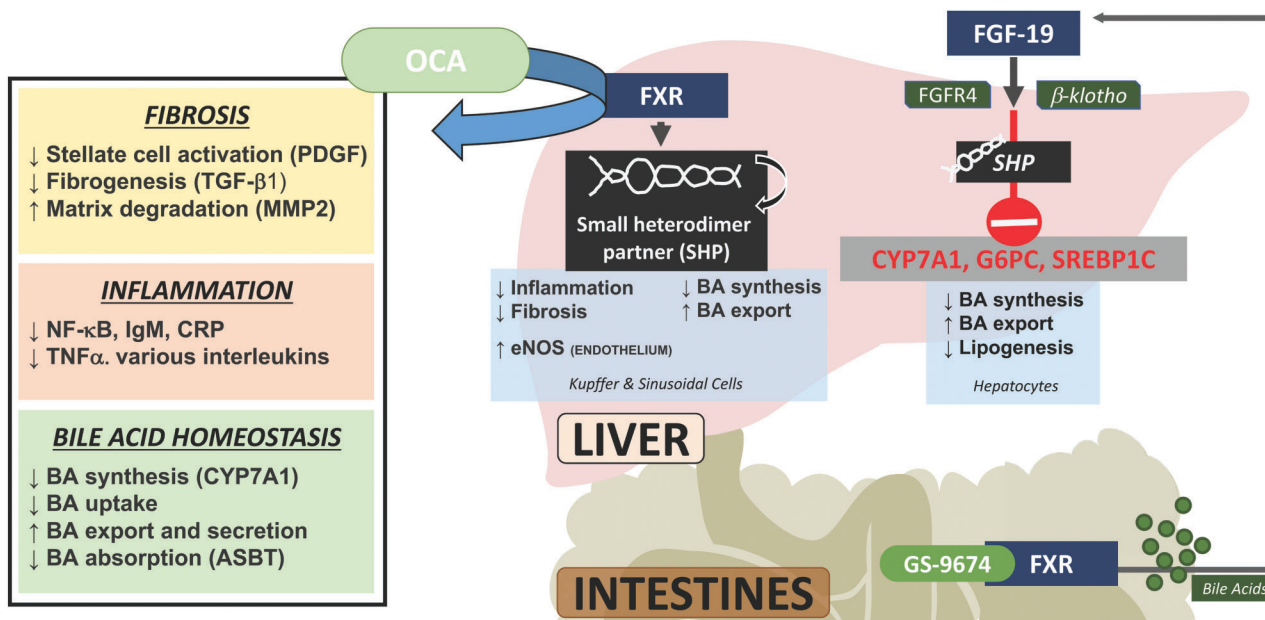 OCA
FXR
Small heterodimer
partner (SHP)
↓ Inflammation
↓ Fibrosis
↑ eNOS (ENDOTHELIUM)
↓ BA synthesis
↑ BA export
Kupffer & Sinusoidal Cells
FGF-19
FGFR4
β-klotho
SHP
CYP7A1, G6PC, SREBP1C
↓ BA synthesis
↑ BA export
↓ Lipogenesis
Hepatocytes
FIBROSIS
↓ Stellate cell activation (PDGF)
↓ Fibrogenesis (TGF-β1)
↑ Matrix degradation (MMP2)
INFLAMMATION
↓ NF-κB, IgM, CRP
↓ TNFα. various interleukins
BILE ACID HOMEOSTASIS
↓ BA synthesis (CYP7A1)
↓ BA uptake
↑ BA export and secretion
↓ BA absorption (ASBT)
LIVER
INTESTINES
GS-9674
FXR
Bile Acids